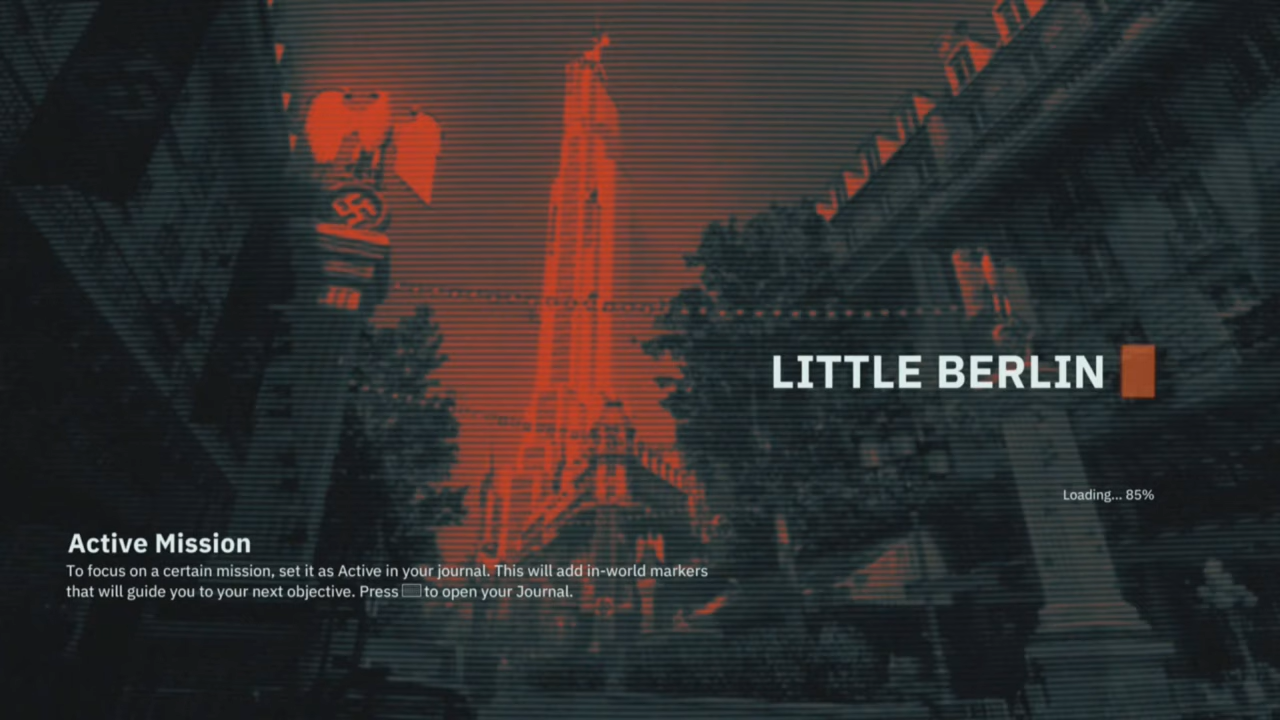 LITTLE BERLIN
Loading... 85%
Active Mission
To focus on a certain mission, set it as Active in your journal. This will add in-world markers
that will guide you to your next objective. Press to open your Journal.